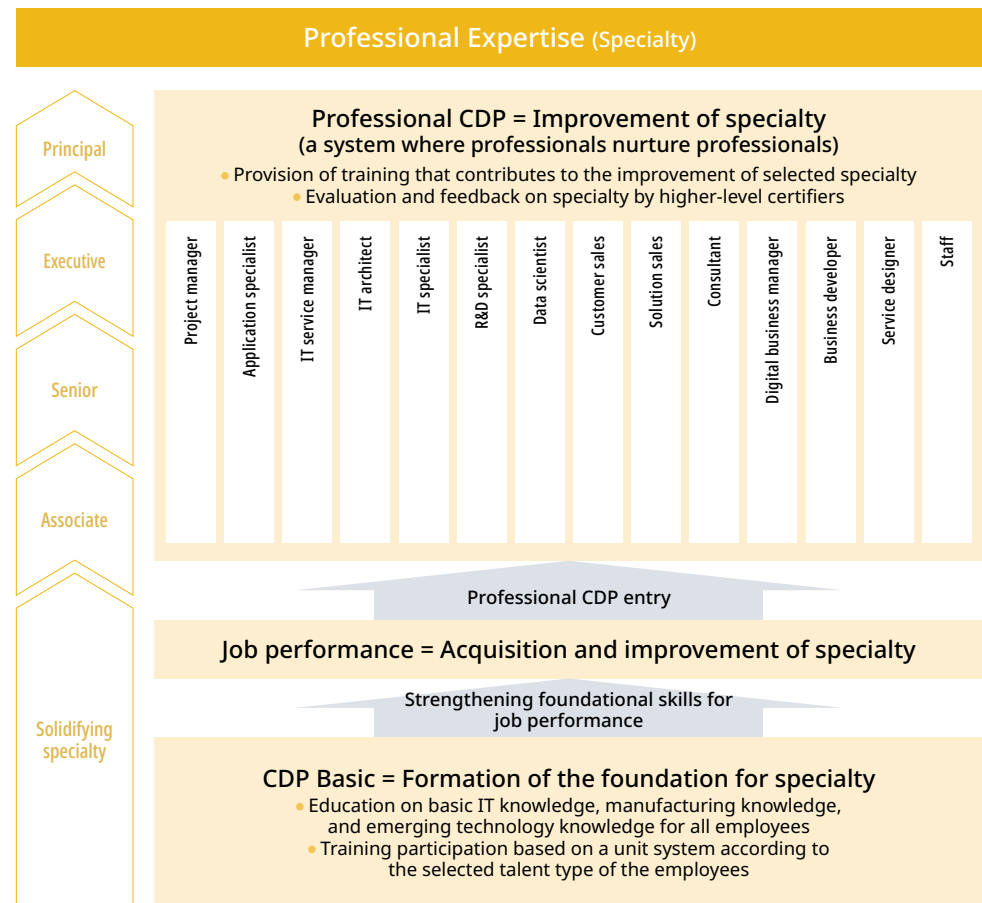 Professional Expertise (Specialty)
Principal
Executive
Senior
Associate
Solidifying
specialty
Professional CDP = Improvement of specialty
(a system where professionals nurture professionals)
● Provision of training that contributes to the improvement of selected specialty
● Evaluation and feedback on specialty by higher-level certifiers
Project manager
Application specialist
IT service manager
IT architect
IT specialist
R&D specialist
Data scientist
Customer sales
Solution sales
Consultant
Digital business manager
Business developer
Service designer
Staff
Professional CDP entry
Job performance = Acquisition and improvement of specialty
Strengthening foundational skills for
job performance
CDP Basic = Formation of the foundation for specialty
● Education on basic IT knowledge, manufacturing knowledge,
and emerging technology knowledge for all employees
● Training participation based on a unit system according to
the selected talent type of the employees